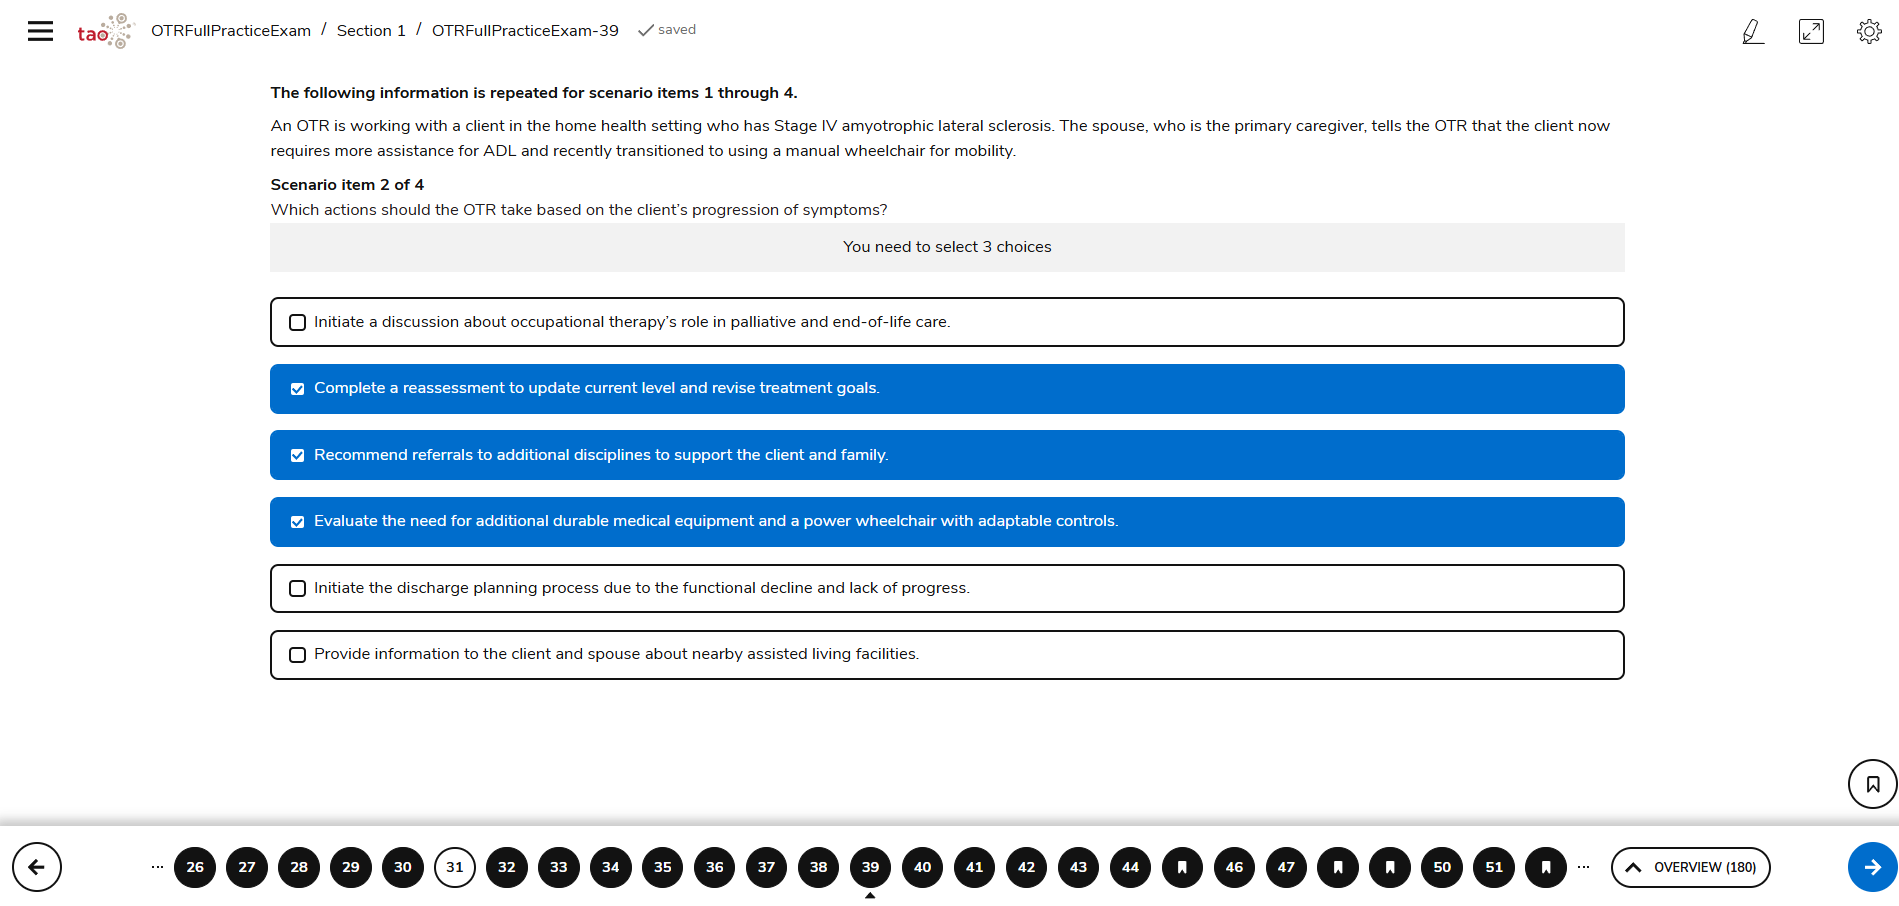 tao OTRFullPracticeExam / Section 1 / OTRFullPracticeExam-39 saved
The following information is repeated for scenario items 1 through 4.
An OTR is working with a client in the home health setting who has Stage IV amyotrophic lateral sclerosis. The spouse, who is the primary caregiver, tells the OTR that the client now
requires more assistance for ADL and recently transitioned to using a manual wheelchair for mobility.
Scenario item 2 of 4
Which actions should the OTR take based on the client’s progression of symptoms?
You need to select 3 choices
Initiate a discussion about occupational therapy’s role in palliative and end-of-life care.
Complete a reassessment to update current level and revise treatment goals.
Recommend referrals to additional disciplines to support the client and family.
Evaluate the need for additional durable medical equipment and a power wheelchair with adaptable controls.
Initiate the discharge planning process due to the functional decline and lack of progress.
Provide information to the client and spouse about nearby assisted living facilities.
... 26 27 28 29 30 31 32 33 34 35 36 37 38 39 40 41 42 43 44 46 47 50 51 ... OVERVIEW (180)